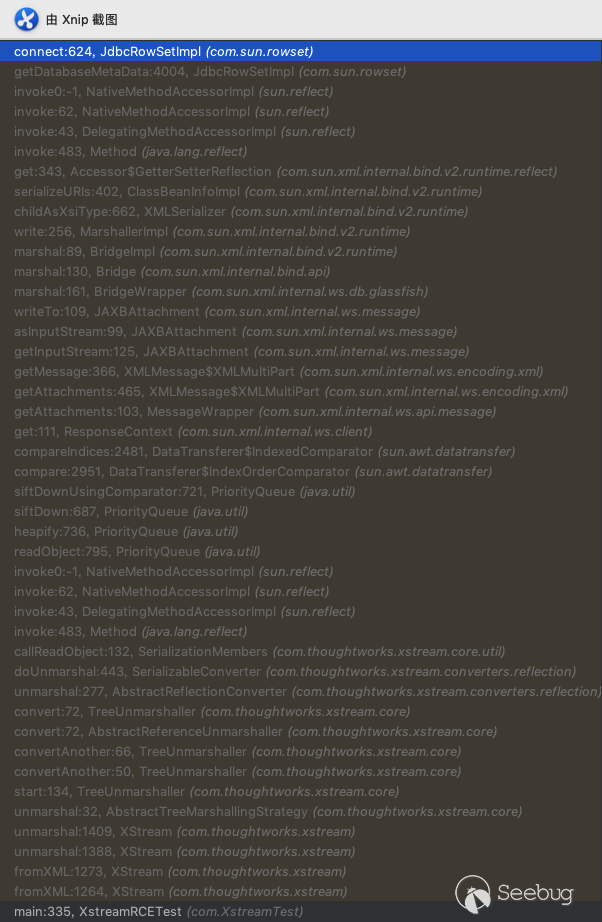 由 Xnip 截图
connect:624, JdbcRowSetImpl (com.sun.rowset)
getDatabaseMetaData:4004, JdbcRowSetImpl (com.sun.rowset)
invoke0:-1, NativeMethodAccessorImpl (sun.reflect)
invoke:62, NativeMethodAccessorImpl (sun.reflect)
invoke:43, DelegatingMethodAccessorImpl (sun.reflect)
invoke:483, Method (java.lang.reflect)
get:343, Accessor$GetterSetterReflection (com.sun.xml.internal.bind.v2.runtime.reflect)
serializeURIs:402, ClassBeanInfoImpl (com.sun.xml.internal.bind.v2.runtime)
childAsXsiType:662, XMLSerializer (com.sun.xml.internal.bind.v2.runtime)
write:256, MarshallerImpl (com.sun.xml.internal.bind.v2.runtime)
marshal:89, BridgeImpl (com.sun.xml.internal.bind.v2.runtime)
marshal:130, Bridge (com.sun.xml.internal.bind.api)
marshal:161, BridgeWrapper (com.sun.xml.internal.ws.db.glassfish)
writeTo:109, JAXBAttachment (com.sun.xml.internal.ws.message)
asInputStream:99, JAXBAttachment (com.sun.xml.internal.ws.message)
getInputStream:125, JAXBAttachment (com.sun.xml.internal.ws.message)
getMessage:366, XMLMessage$XMLMultiPart (com.sun.xml.internal.ws.encoding.xml)
getAttachments:465, XMLMessage$XMLMultiPart (com.sun.xml.internal.ws.encoding.xml)
getAttachments:103, MessageWrapper (com.sun.xml.internal.ws.api.message)
get:111, ResponseContext (com.sun.xml.internal.ws.client)
compareIndices:2481, DataTransferer$IndexedComparator (sun.awt.datatransfer)
compare:2951, DataTransferer$IndexOrderComparator (sun.awt.datatransfer)
siftDownUsingComparator:721, PriorityQueue (java.util)
siftDown:687, PriorityQueue (java.util)
heapify:736, PriorityQueue (java.util)
readObject:795, PriorityQueue (java.util)
invoke0:-1, NativeMethodAccessorImpl (sun.reflect)
invoke:62, NativeMethodAccessorImpl (sun.reflect)
invoke:43, DelegatingMethodAccessorImpl (sun.reflect)
invoke:483, Method (java.lang.reflect)
callReadObject:132, SerializationMembers (com.thoughtworks.xstream.core.util)
doUnmarshal:443, SerializableConverter (com.thoughtworks.xstream.converters.reflection)
unmarshal:277, AbstractReflectionConverter (com.thoughtworks.xstream.converters.reflection)
convert:72, TreeUnmarshaller (com.thoughtworks.xstream.core)
convert:72, AbstractReferenceUnmarshaller (com.thoughtworks.xstream.core)
convertAnother:66, TreeUnmarshaller (com.thoughtworks.xstream.core)
convertAnother:50, TreeUnmarshaller (com.thoughtworks.xstream.core)
start:134, TreeUnmarshaller (com.thoughtworks.xstream.core)
unmarshal:32, AbstractTreeMarshallingStrategy (com.thoughtworks.xstream.core)
unmarshal:1409, XStream (com.thoughtworks.xstream)
unmarshal:1388, XStream (com.thoughtworks.xstream)
fromXML:1273, XStream (com.thoughtworks.xstream)
fromXML:1264, XStream (com.thoughtworks.xstream)
main:335, XstreamRCETest (com.XstreamTest)
Seebug